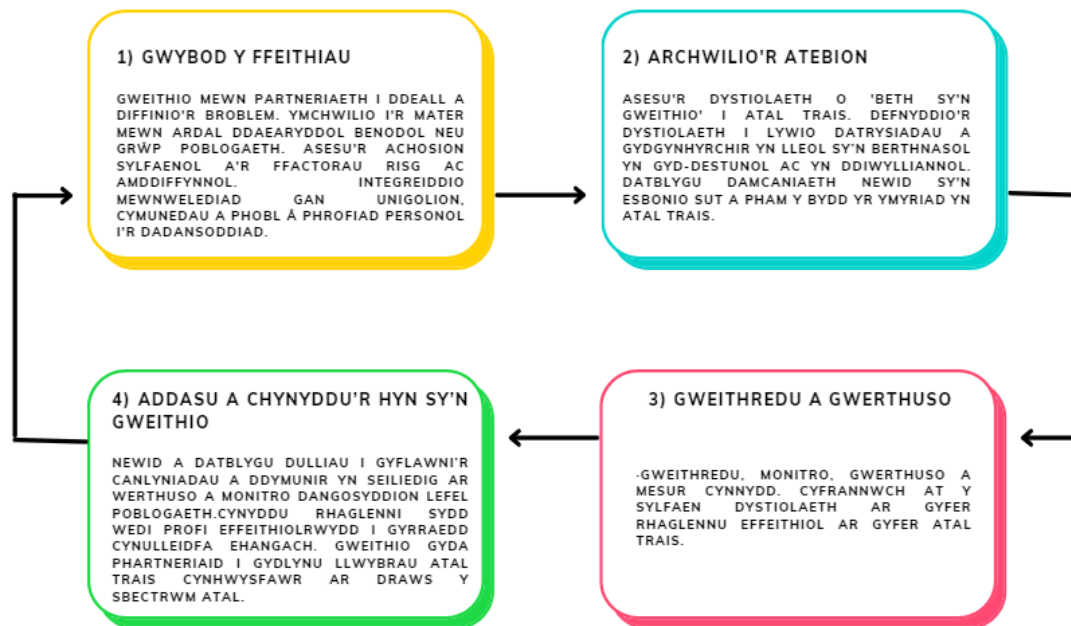 1) GWYBOD Y FFEITHIAU
GWEITHIO MEWN PARTNERIAETH I DDEALL A
DIFFINIO'R BROBLEM. YMCHWILIO I'R MATER
MEWN ARDAL DDAEARYDDOL BENODOL NEU
GRŴP POBLOGAETH. ASESU'R ACHOSION
SYLFAENOL A'R FFACTORAU RISG AC
AMDDIFFYNNOL. INTEGREIDDIO
MEWNWELEDIAD GAN UNIGOLION,
CYMUNEDAU A PHOBL Â PHROFIAD PERSONOL
I'R DADANSODDIAD.
2) ARCHWILIO'R ATEBION
ASESU'R DYSTIOLAETH O 'BETH SY'N
GWEITHIO' I ATAL TRAIS. DEFNYDDIO'R
DYSTIOLAETH I LYWIO DATRYSIADAU A
GYDGYNHYRCHIR YN LLEOL SY'N BERTHNASOL
YN GYD-DESTUNOL AC YN DDIWYLLIANNOL.
DATBLYGU DAMCANIAETH NEWID SY'N
ESBONIO SUT A PHAM Y BYDD YR YMYRIAD YN
ATAL TRAIS.
3) GWEITHREDU A GWERTHUSO
-GWEITHREDU, MONITRO, GWERTHUSO A
MESUR CYNNYDD. CYFRANNWCH AT Y
SYLFAEN DYSTIOLAETH AR GYFER
RHAGLENNU EFFEITHIOL AR GYFER ATAL
TRAIS.
4) ADDASU A CHYNYDDU'R HYN SY'N
GWEITHIO
NEWID A DATBLYGU DULLIAU I GYFLAWNI'R
CANLYNIADAU A DDYMUNIR YN SEILIEDIG AR
WERTHUSO A MONITRO DANGOSYDDION LEFEL
POBLOGAETH.CYNYDDU RHAGLENNI SYDD
WEDI PROFI EFFEITHIOLRWYDD I GYRRAEDD
CYNULLEIDFA EHANGACH. GWEITHIO GYDA
PHARTNERIAID I GYDLYNU LLWYBRAU ATAL
TRAIS CYNHWYSFAWR AR DRAWS Y
SBECTRWM ATAL.